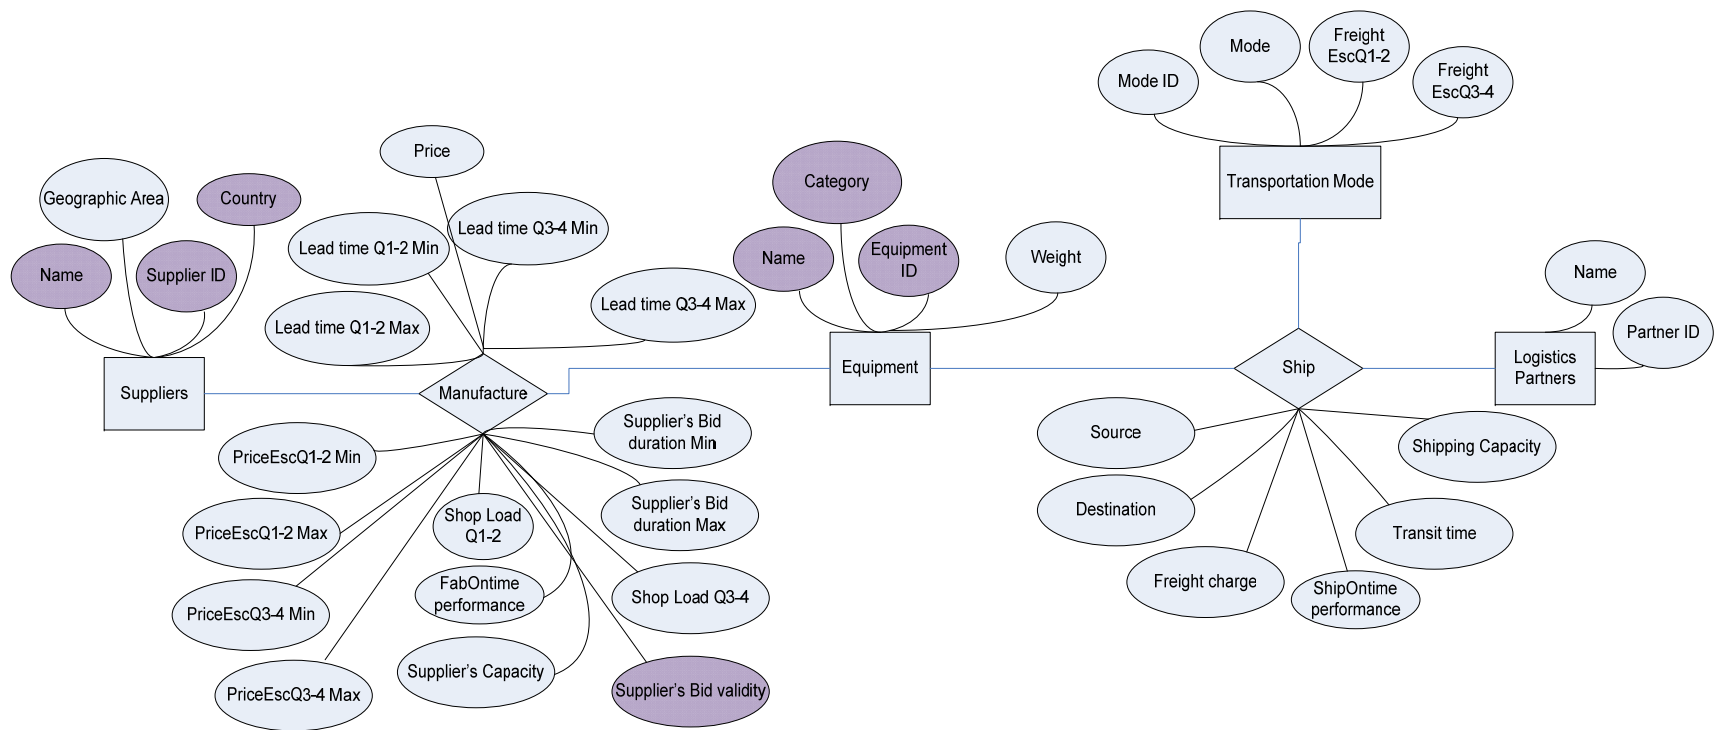 Mode
Freight
EscQ1-2
Mode ID
Freight
EscQ3-4
Price
Category
Transportation Mode
Geographic Area
Country
Lead time Q1-2 Min
Lead time Q3-4 Min
Name
Supplier ID
Name
Equipment
ID
Weight
Name
Lead time Q1-2 Max
Lead time Q3-4 Max
Partner ID
Suppliers
Manufacture
Equipment
Ship
Logistics
Partners
PriceEscQ1-2 Min
Supplier's Bid
duration Min
Source
Shipping Capacity
PriceEscQ1-2 Max
Shop Load
Q1-2
Supplier's Bid
duration Max
Destination
Transit time
PriceEscQ3-4 Min
FabOntime
performance
Shop Load Q3-4
Freight charge
ShipOntime
performance
PriceEscQ3-4 Max
Supplier's Capacity
Supplier's Bid validity